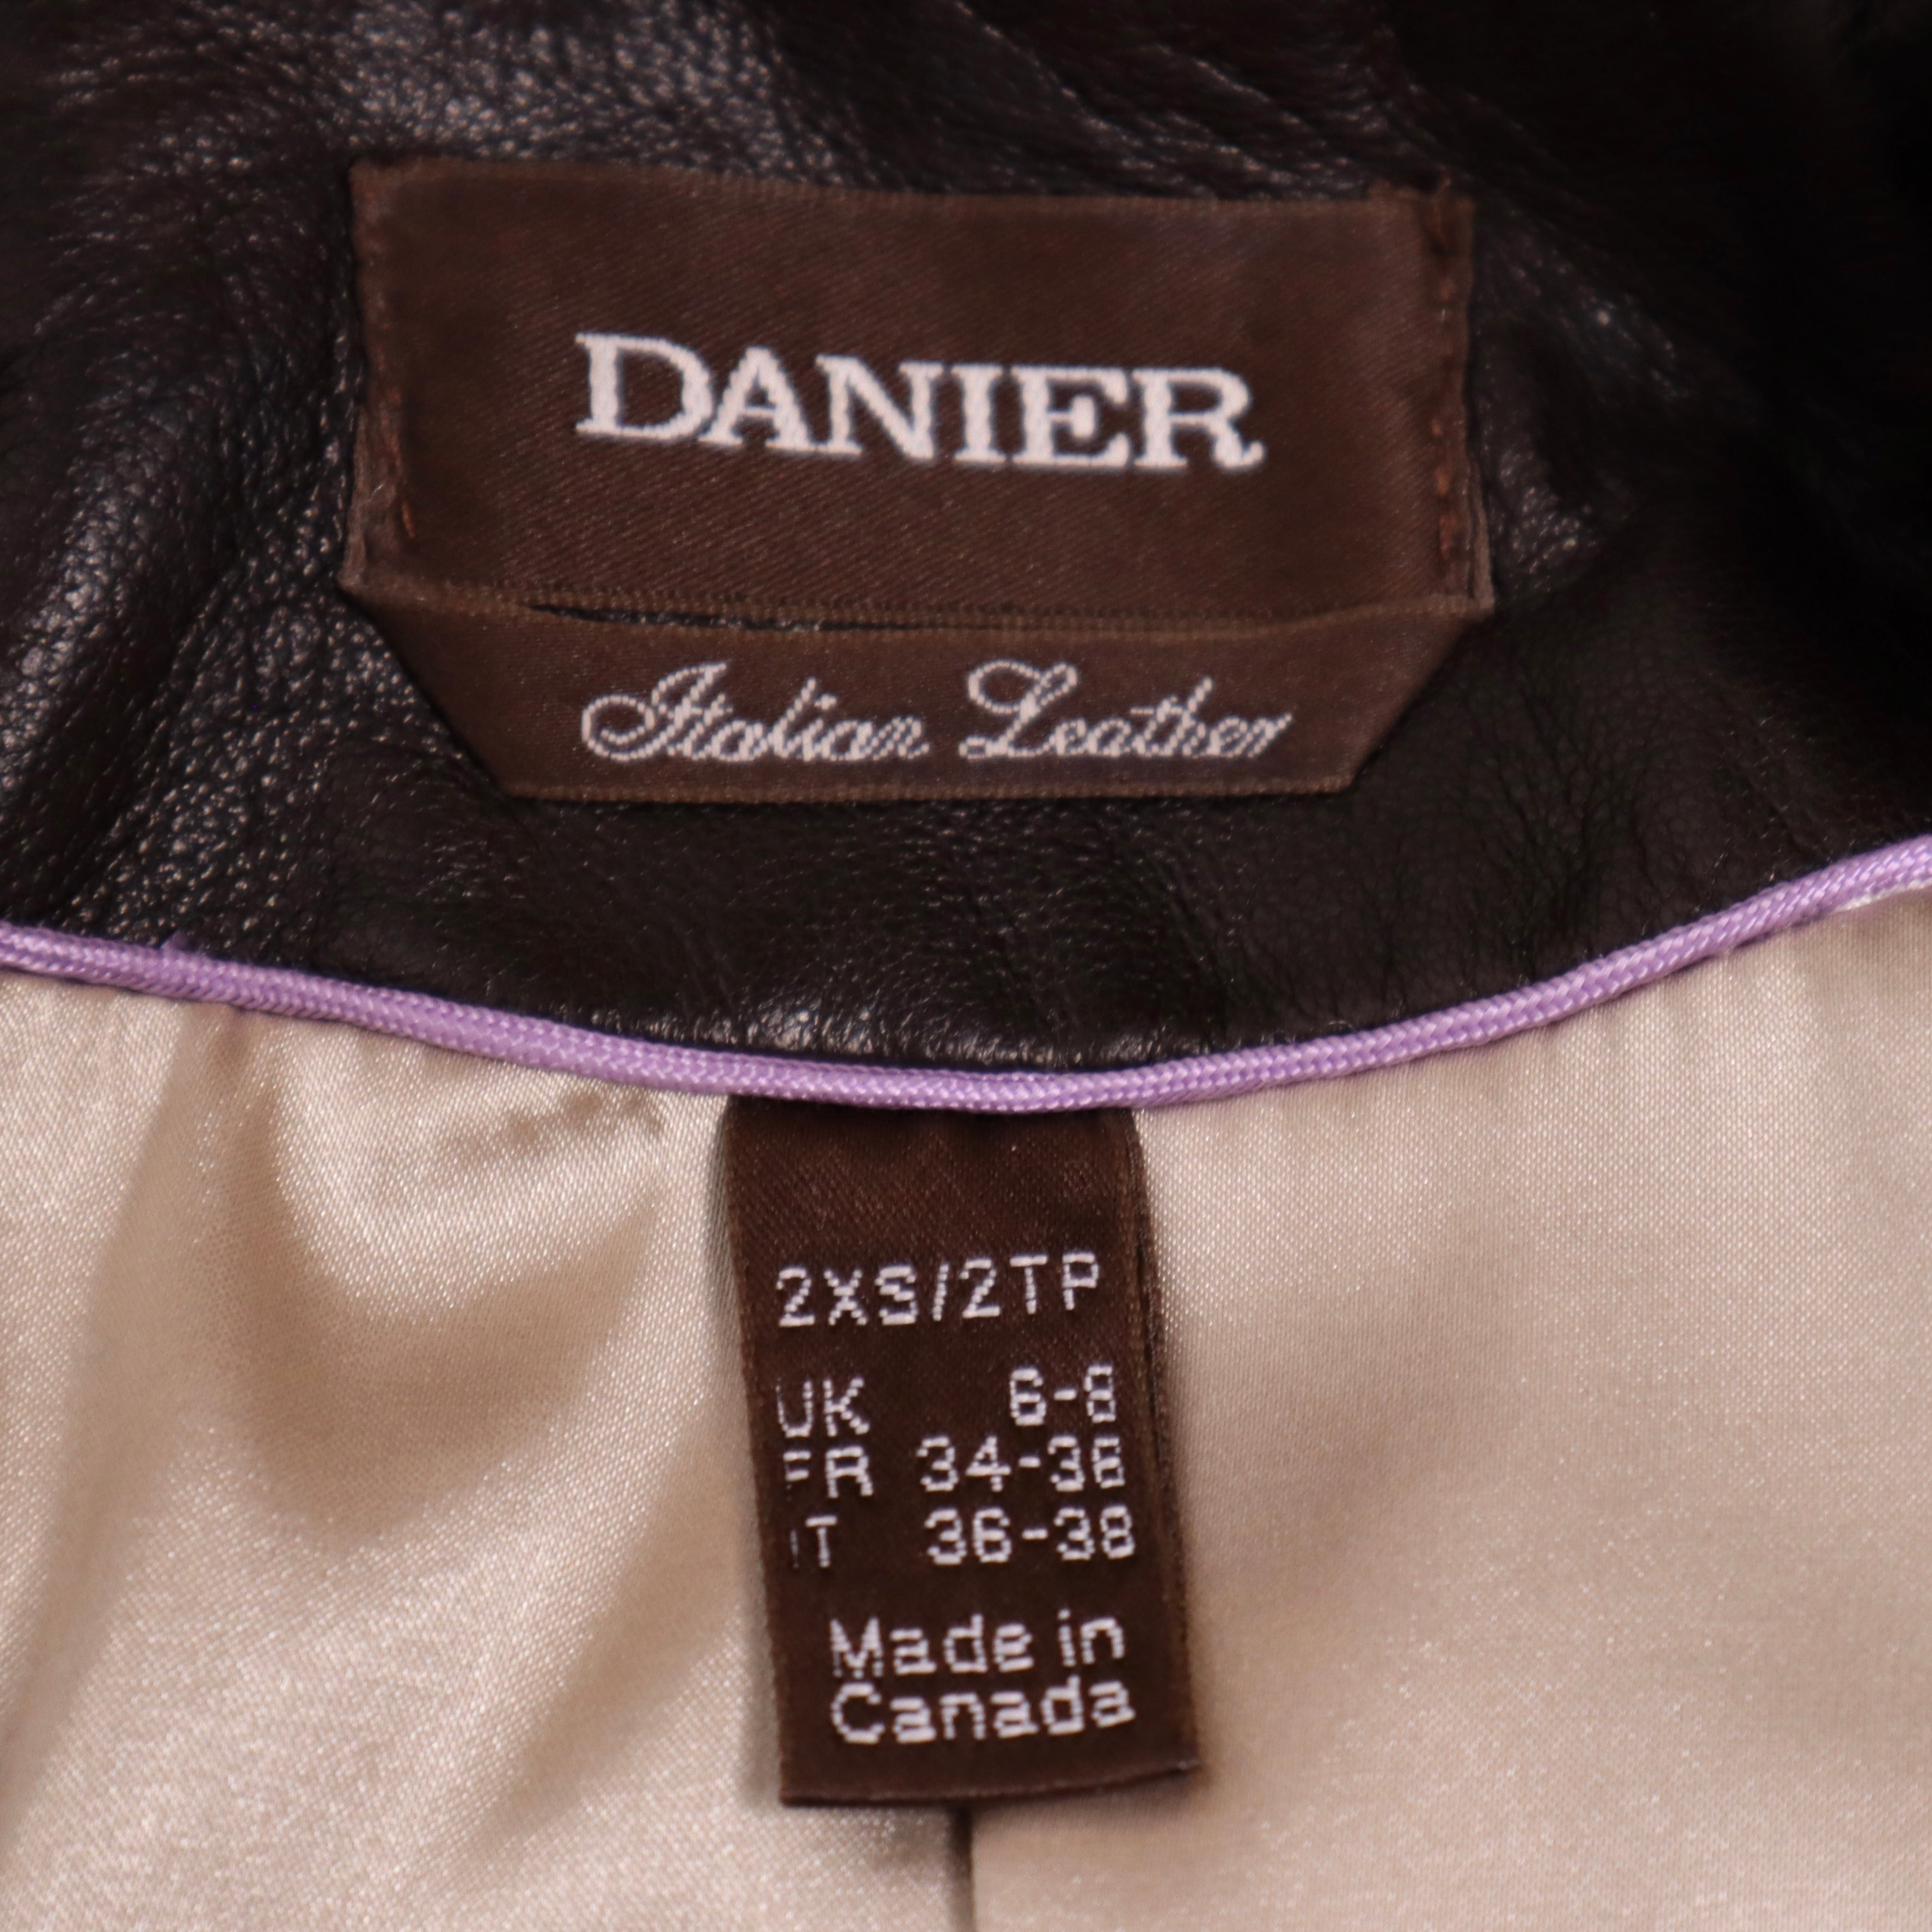 DANIER
Italian Leather
2XS/2TP
UK 6-8
FR 34-36
IT 36-38
Made in
Canada